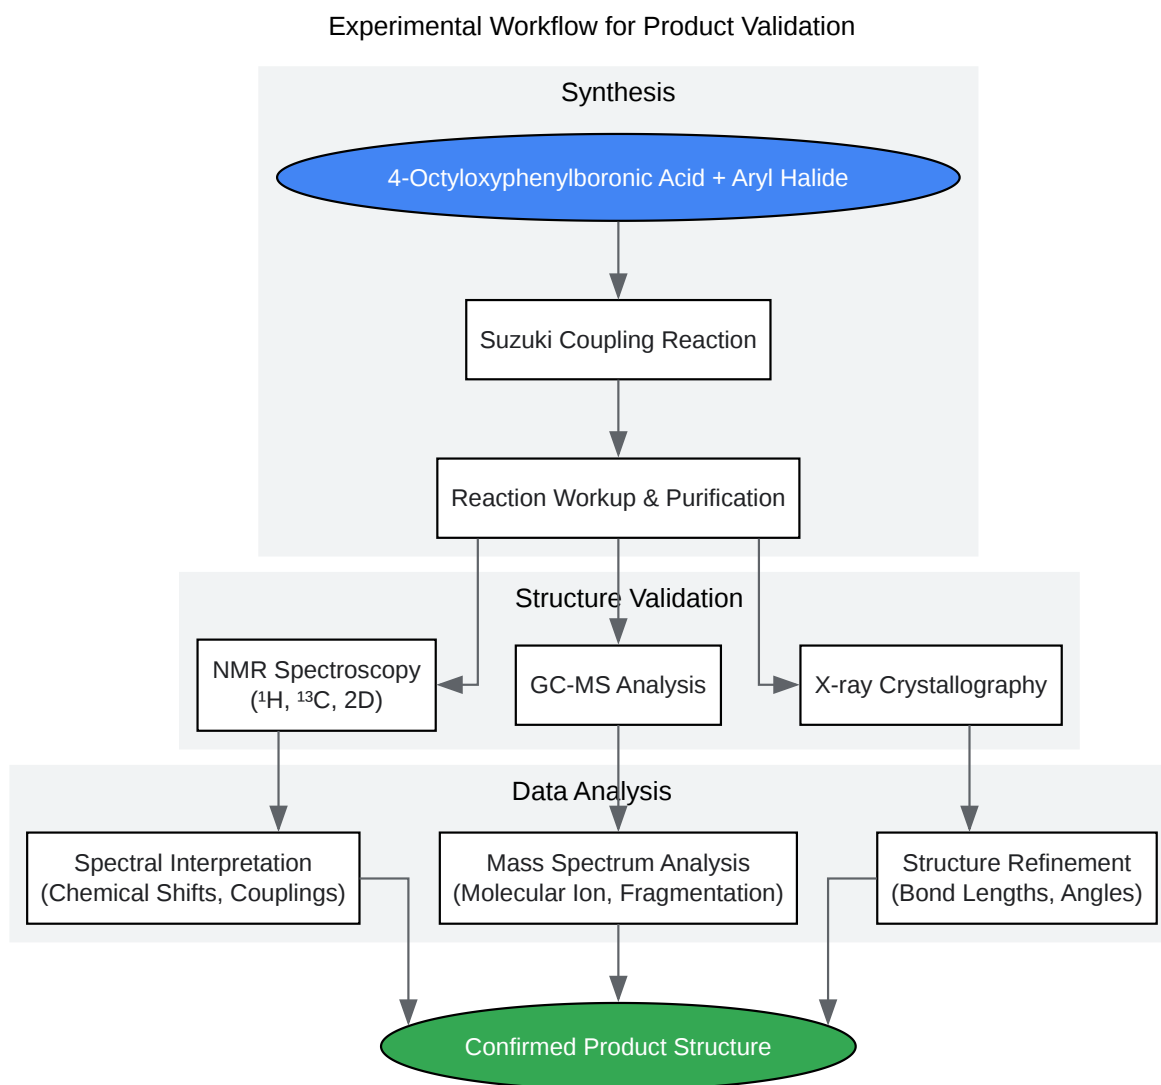 Experimental Workflow for Product Validation
Synthesis
4-Octyloxyphenylboronic Acid + Aryl Halide
Suzuki Coupling Reaction
Reaction Workup & Purification
Structure Validation
NMR Spectroscopy
(¹H, ¹³C, 2D)
GC-MS Analysis
X-ray Crystallography
Data Analysis
Spectral Interpretation
(Chemical Shifts, Couplings)
Mass Spectrum Analysis
(Molecular Ion, Fragmentation)
Structure Refinement
(Bond Lengths, Angles)
Confirmed Product Structure